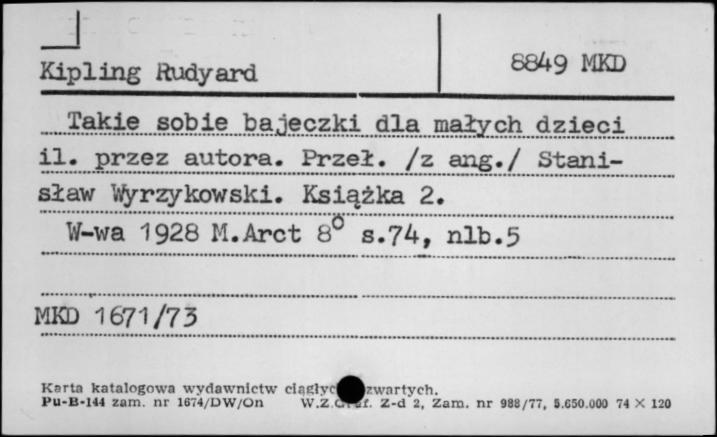 Kipling Rudyard
8849 MKD
Takie sobie bajeczki dla małych dzieci
il. przez autora. Przeł. /z ang./ Stani-
sław Wyrzykowski. Książka 2.
W-wa 1928 M.Arct 8° s.74, nlb.5
MKD 1671/73
Karta katalogowa wydawnictw zwartych.
Pu-B-144 zam. nr 1674/DW/On W.Z.Graf. Z-d 2, Zam. nr 988/77, 5.650.000 74 × 120